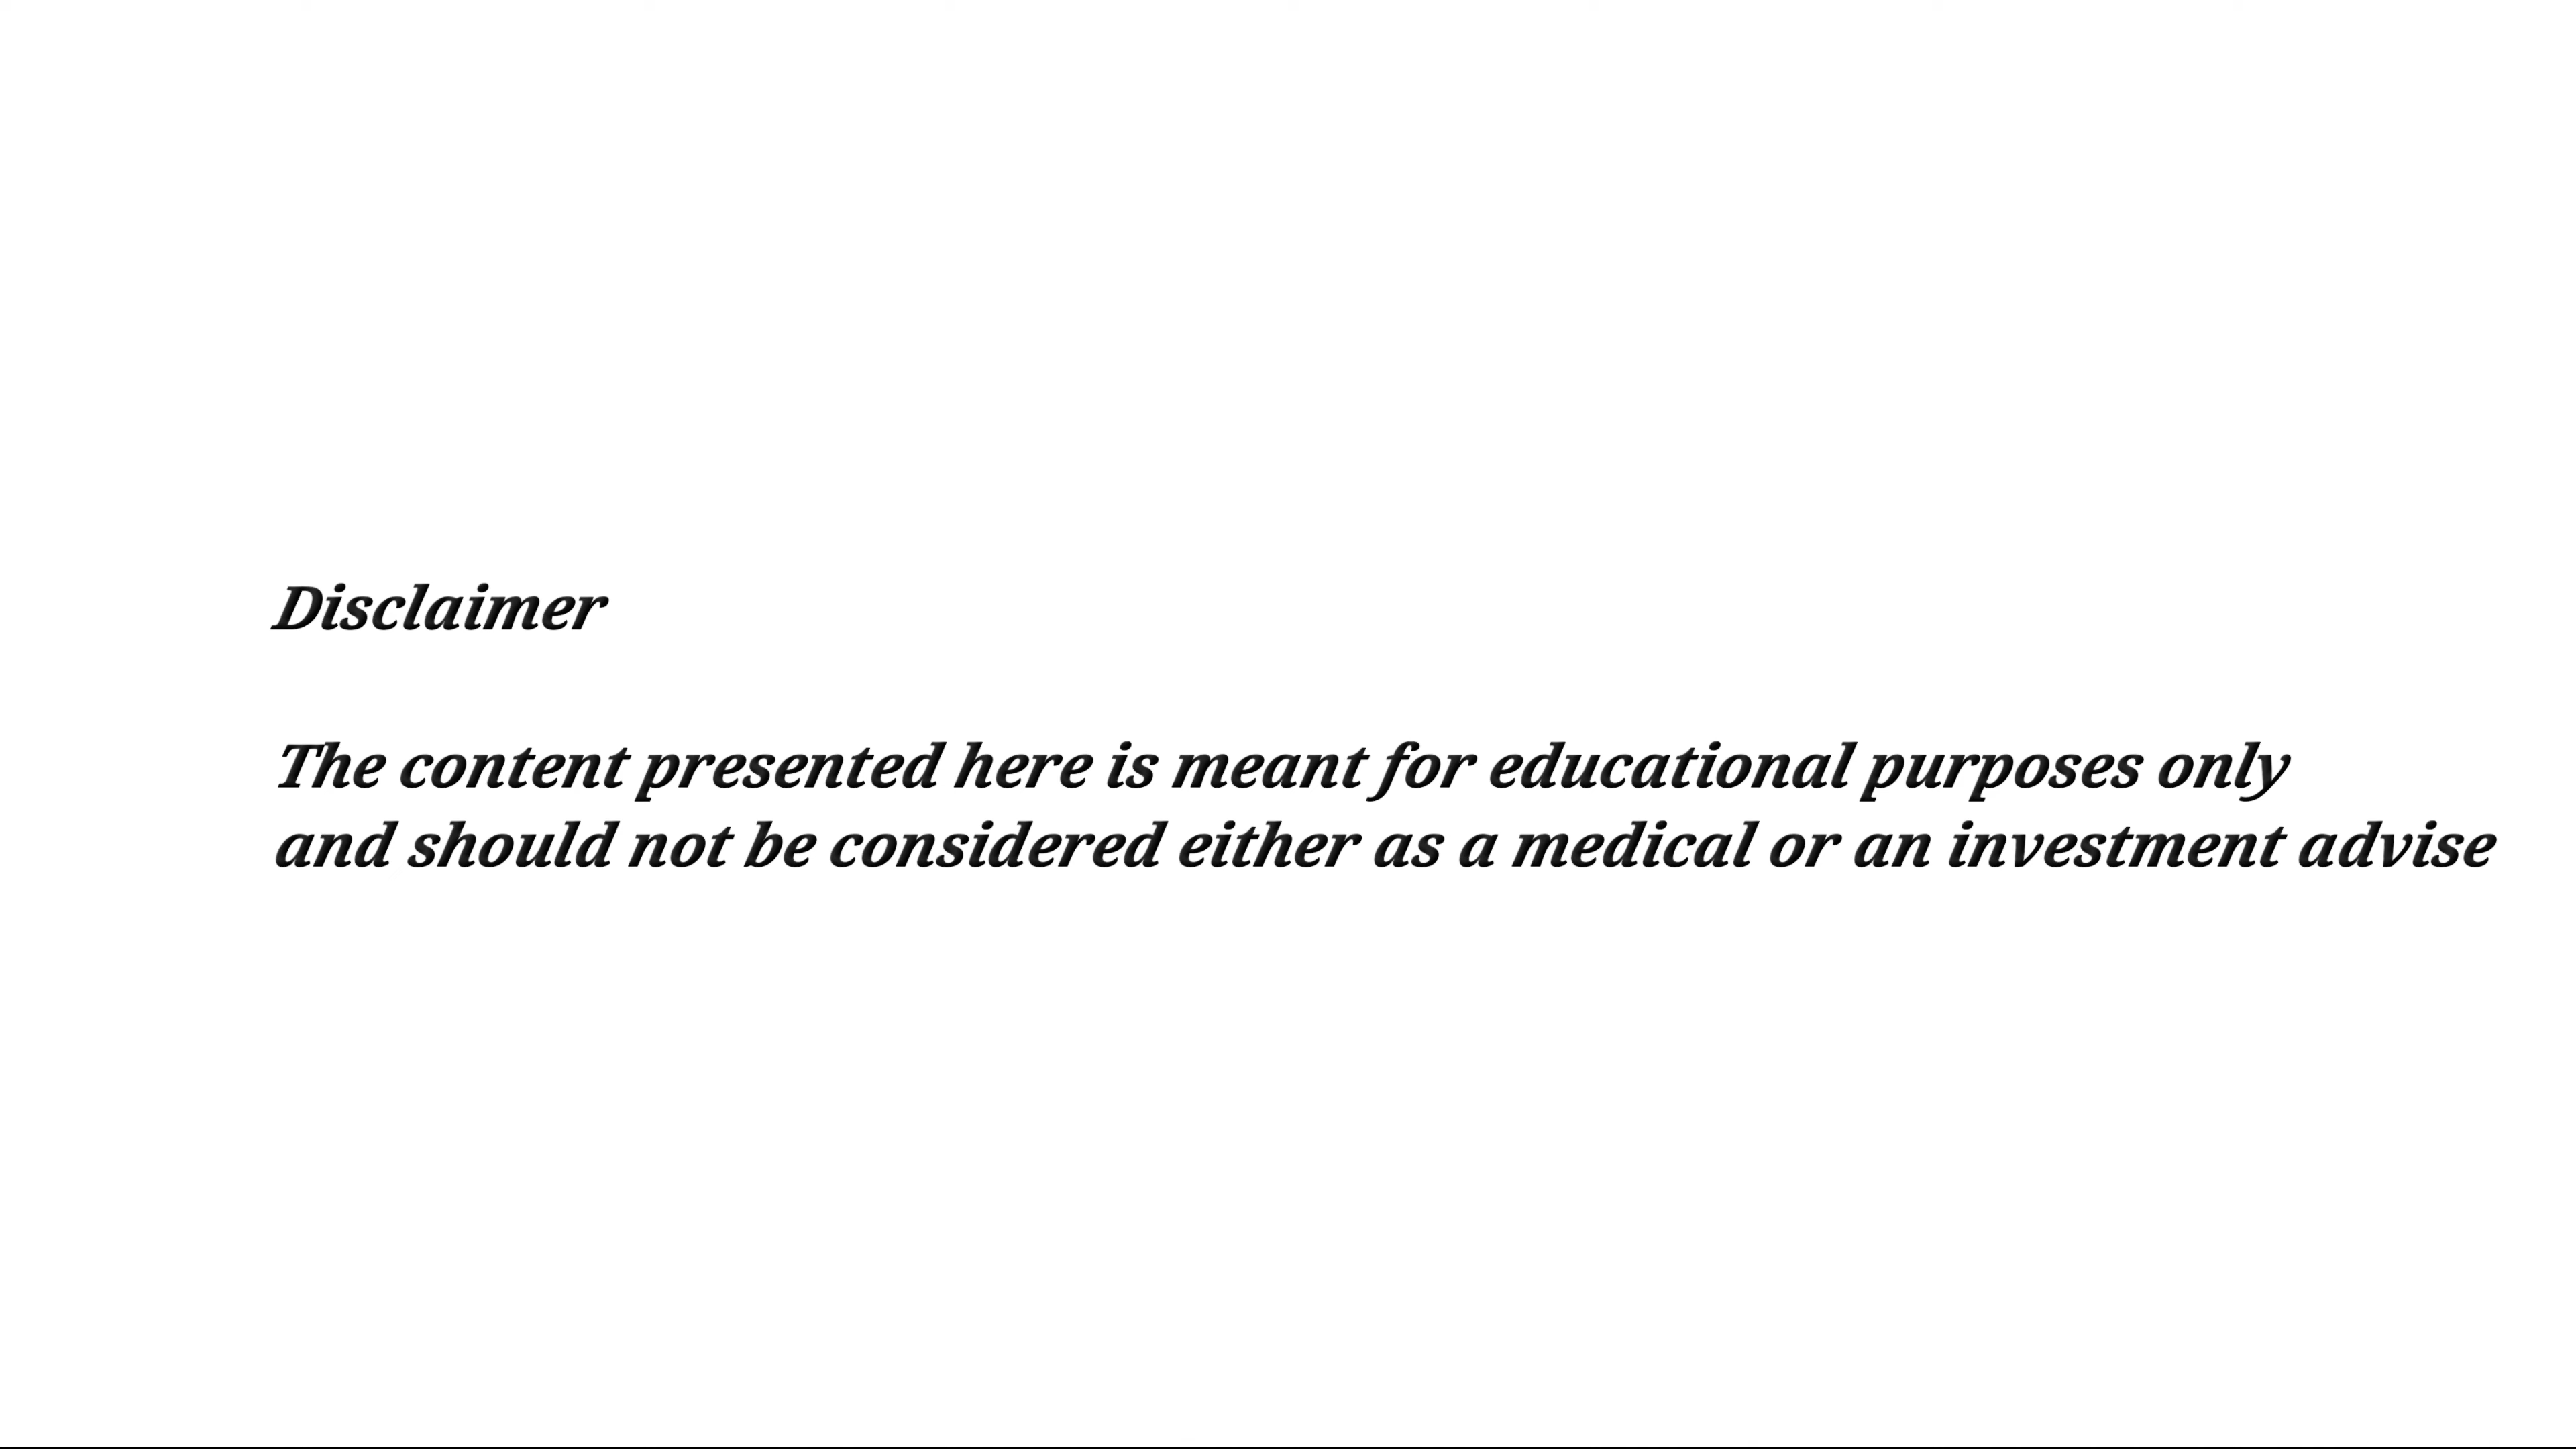 Disclaimer
The content presented here is meant for educational purposes only
and should not be considered either as a medical or an investment advise